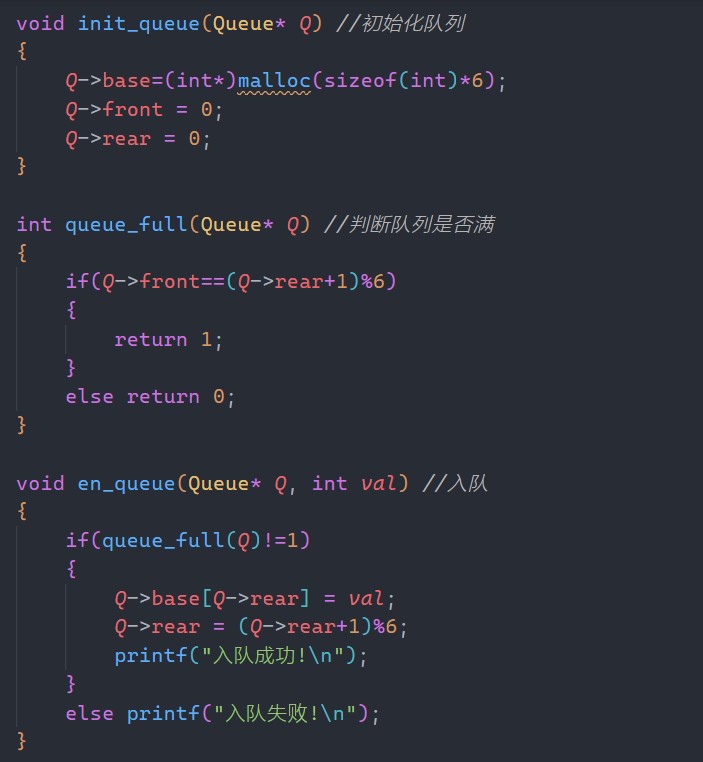 void init_queue(Queue* Q) //初始化队列
{
    Q->base=(int*)malloc(sizeof(int)*6);
    Q->front = 0;
    Q->rear = 0;
}

int queue_full(Queue* Q) //判断队列是否满
{
    if(Q->front==(Q->rear+1)%6)
    {
        return 1;
    }
    else return 0;
}

void en_queue(Queue* Q, int val) //入队
{
    if(queue_full(Q)!=1)
    {
        Q->base[Q->rear] = val;
        Q->rear = (Q->rear+1)%6;
        printf("入队成功!\n");
    }
    else printf("入队失败!\n");
}